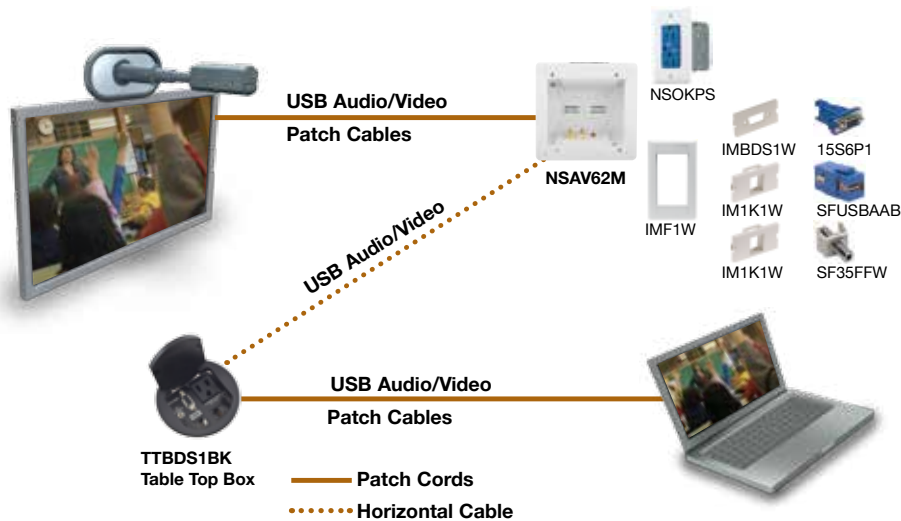 USB Audio/Video
Patch Cables
NSAV62M
NSOKPS
IMF1W
IMBDS1W
15S6P1
IM1K1W
SFUSBAAB
IM1K1W
SF35FFW
USB Audio/Video
TTBDS1BK
Table Top Box
USB Audio/Video
Patch Cables
Patch Cords
Horizontal Cable